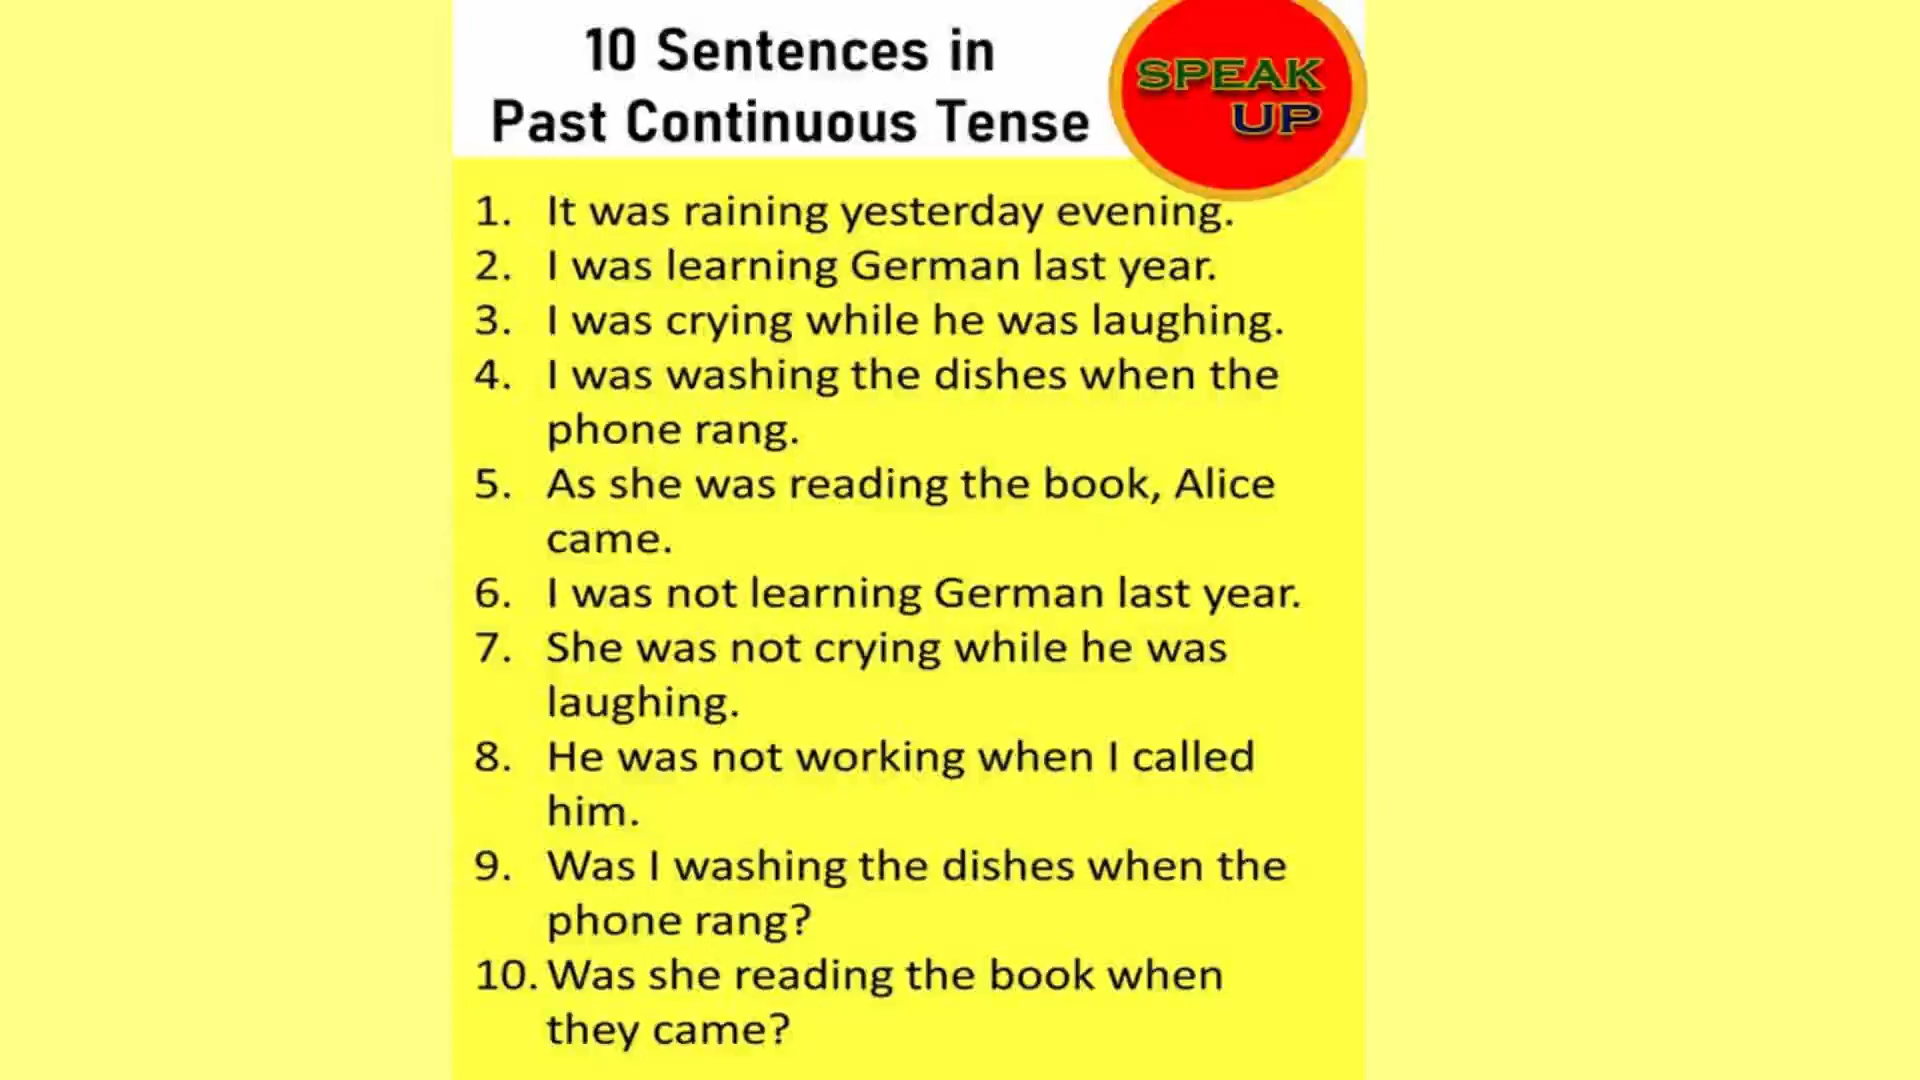 10 Sentences in
Past Continuous Tense
SPEAK
UP
1. It was raining yesterday evening.
2. I was learning German last year.
3. I was crying while he was laughing.
4. I was washing the dishes when the
phone rang.
5. As she was reading the book, Alice
came.
6. I was not learning German last year.
7. She was not crying while he was
laughing.
8. He was not working when I called
him.
9. Was I washing the dishes when the
phone rang?
10. Was she reading the book when
they came?